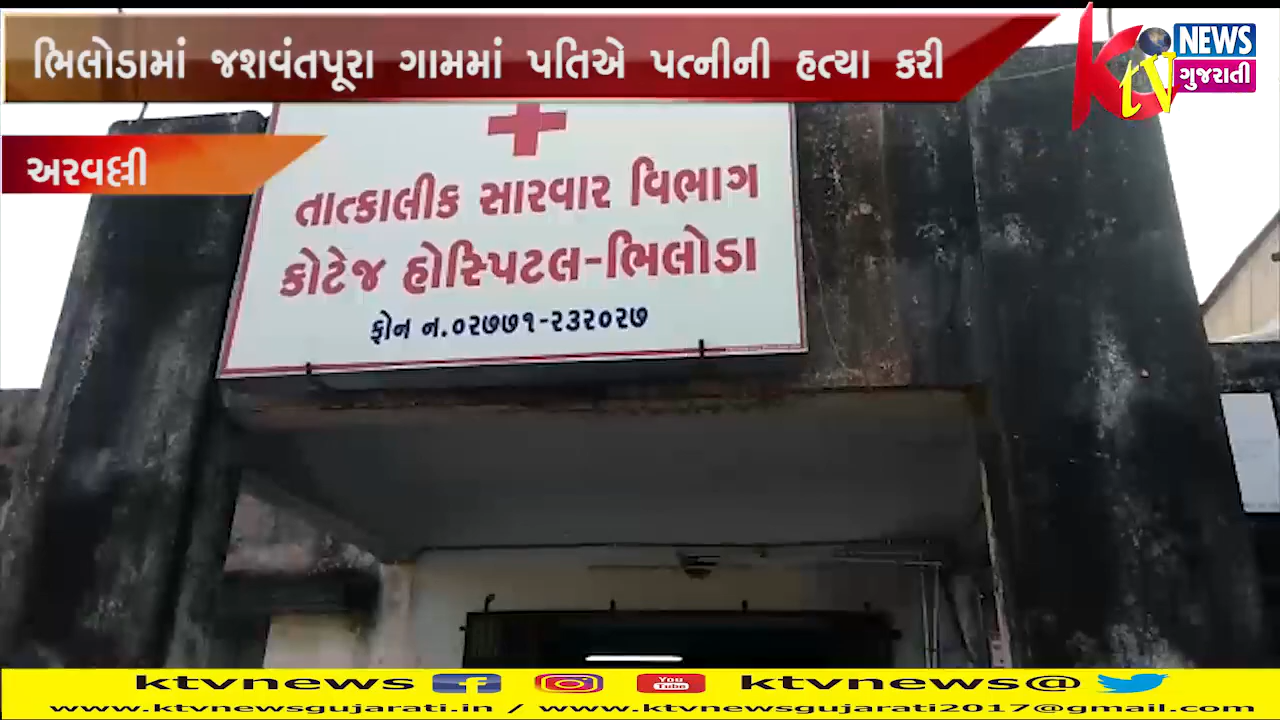 ભિલોડામાં જશવંતપૂરા ગામમાં પતિએ પત્નીની હત્યા કરી
Ktv NEWS
ગુજરાતી
અરવલ્લી
તાત્કાલીક સારવાર વિભાગ
કોટેજ હોસ્પિટલ-ભિલોડા
ફોન ન.૦૨૭૭૧-૨૩૨૦૨૭
ktvnews f You Tube ktvnews@
www.ktvnewsgujarati.in / www.ktvnewsgujarati2017@gmail.com